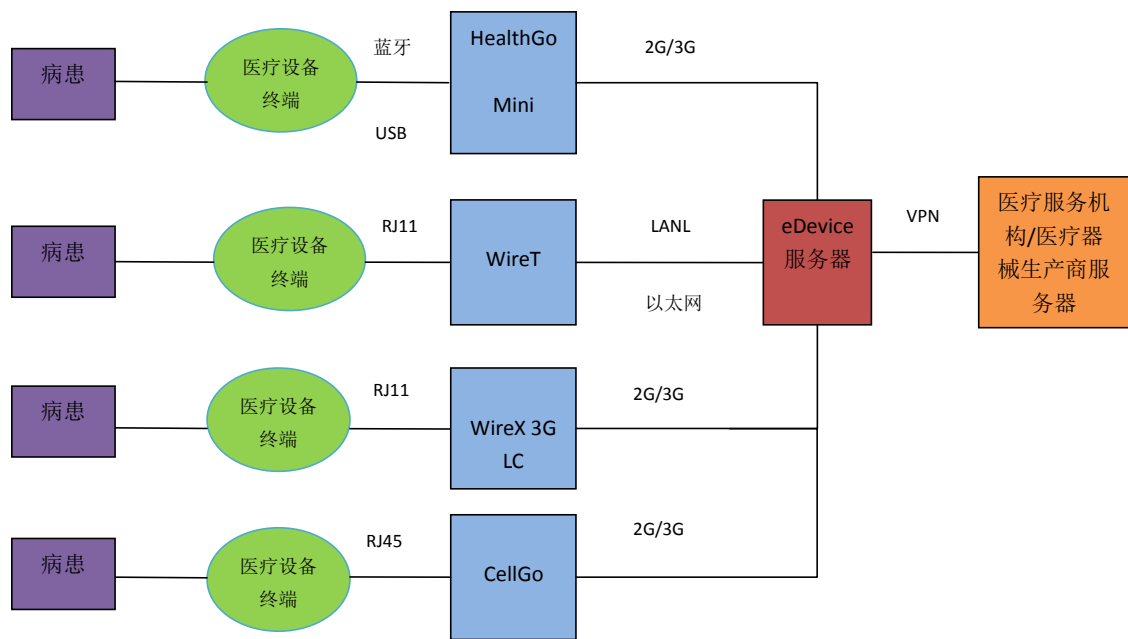 病患
医疗设备
终端
蓝牙
USB
HealthGo
Mini
2G/3G
病患
医疗设备
终端
RJ11
WireT
LANL
以太网
eDevice
服务器
VPN
医疗服务机
构/医疗器
械生产商服
务器
病患
医疗设备
终端
RJ11
WireX 3G
LC
2G/3G
病患
医疗设备
终端
RJ45
CellGo
2G/3G